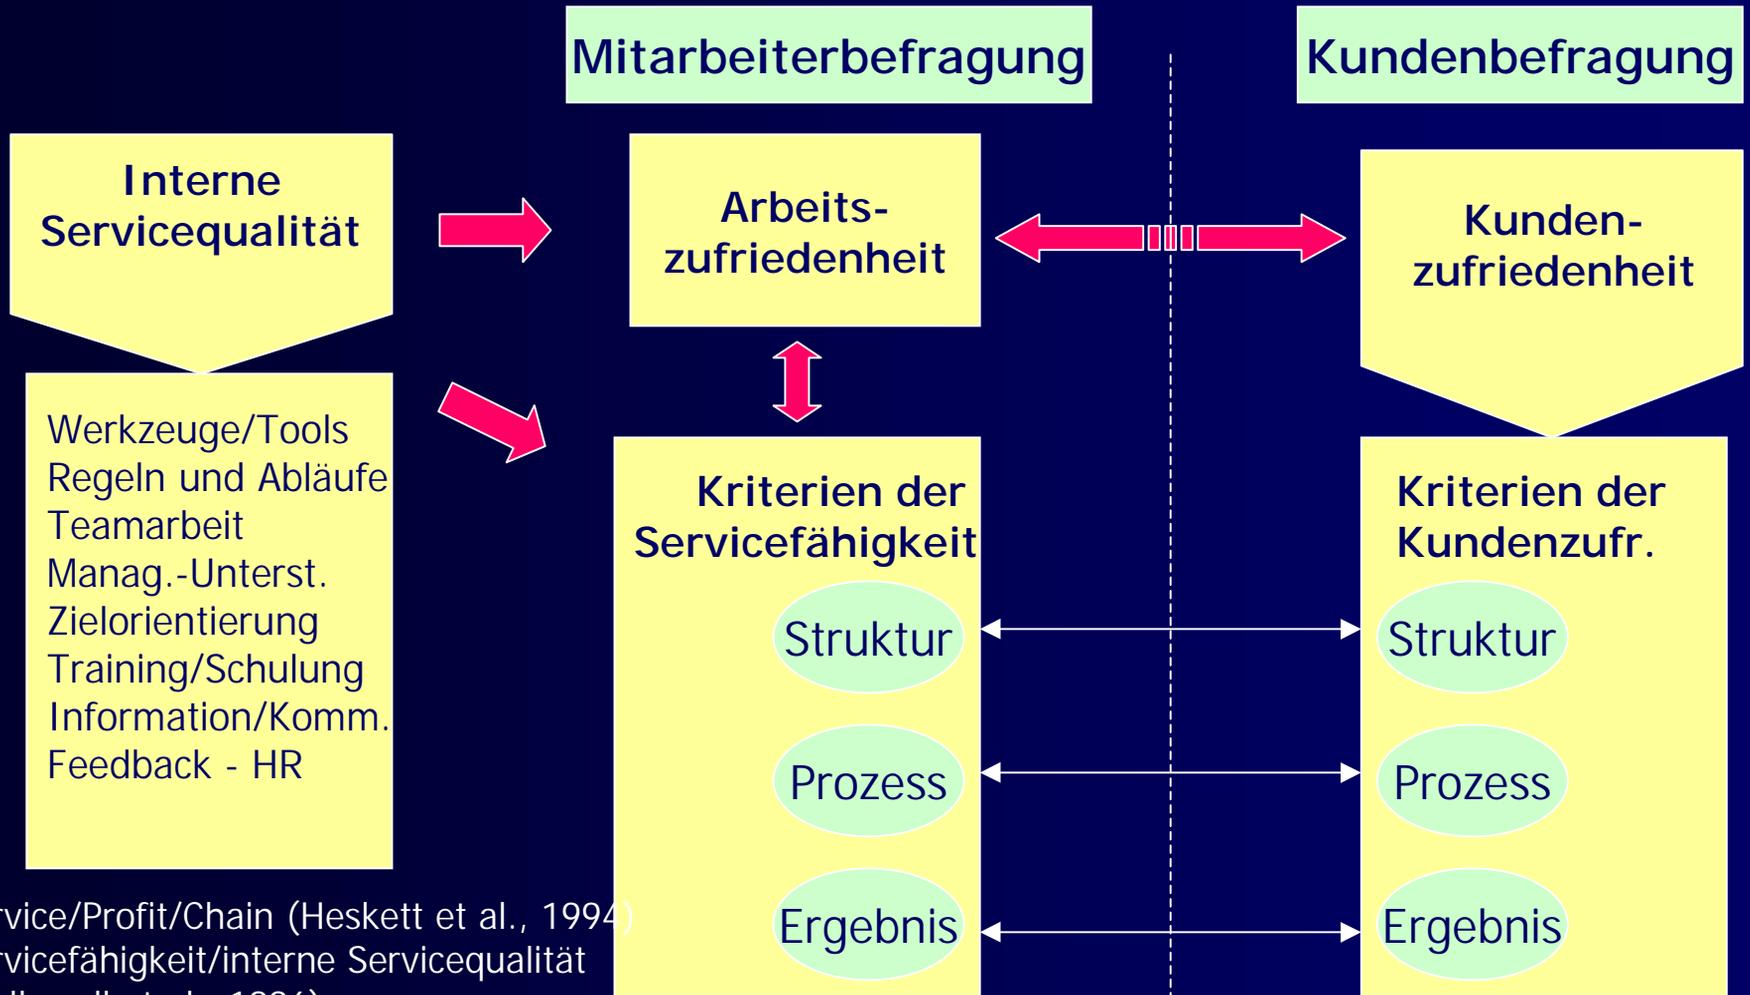 Mitarbeiterbefragung
Kundenbefragung
Interne
Servicequalität
Arbeits-
zufriedenheit
Kunden-
zufriedenheit
Werkzeuge/Tools
Regeln und Abläufe
Teamarbeit
Manag.-Unterst.
Zielorientierung
Training/Schulung
Information/Komm.
Feedback - HR
Kriterien der
Servicefähigkeit
Struktur
Prozess
Ergebnis
Kriterien der
Kundenzufr.
Struktur
Prozess
Ergebnis
rvice/Profit/Chain (Heskett et al., 1994)
rvicefähigkeit/interne Servicequalität